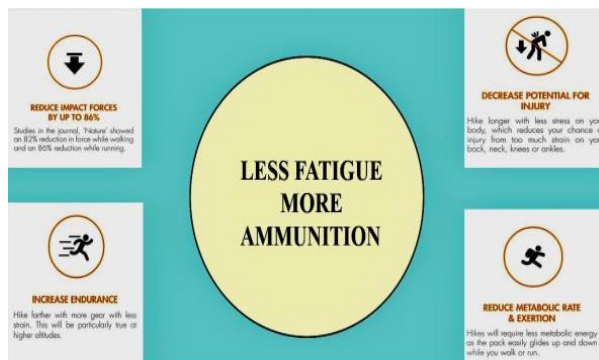 REDUCE IMPACT FORCES
BY UP TO 86%
Studies in the journal, 'Nature' showed
an 82% reduction in force while walking
and an 86% reduction while running.
DECREASE POTENTIAL FOR
INJURY
Hike longer with less stress on you
body, which reduces your chance o
injury from too much strain on you
back, neck, knees or ankles.
LESS FATIGUE
MORE
AMMUNITION
INCREASE ENDURANCE
Hike farther with more gear with less
strain. This will be particularly true at
higher altitudes.
REDUCE METABOLIC RATE
& EXERTION
Hikes will require less metabolic energy
as the pack easily glides up and down
while you walk or run.